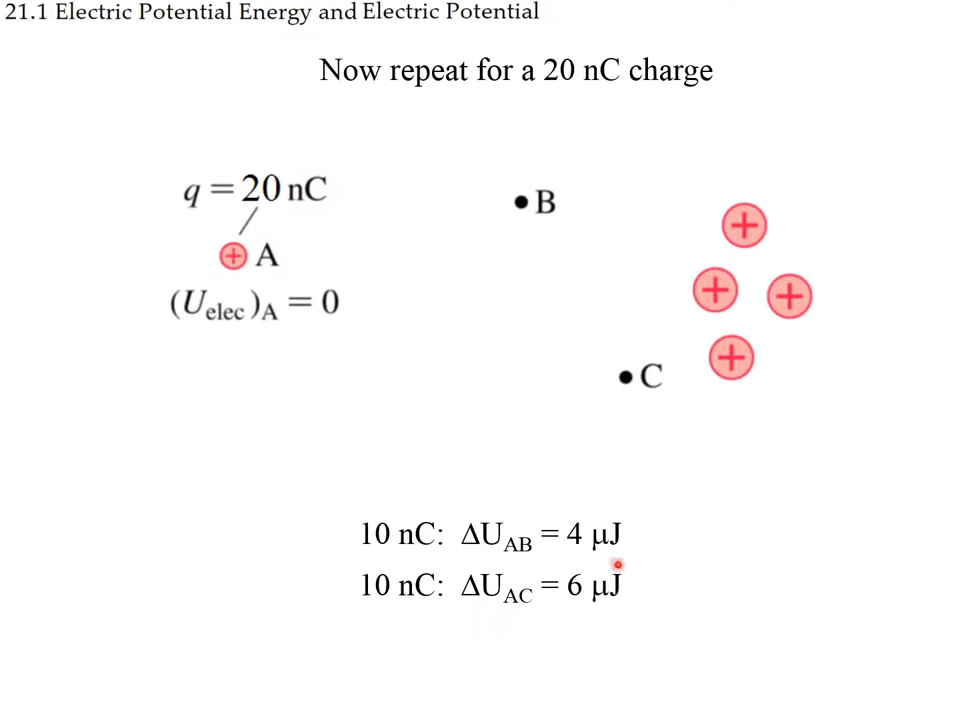 21.1 Electric Potential Energy and Electric Potential
Now repeat for a 20 nC charge
q = 20 nC
B
+
+ A
+ +
(Uelec)A = 0
+
C
10 nC: ΔUAB = 4 μJ
10 nC: ΔUAC = 6 μJ